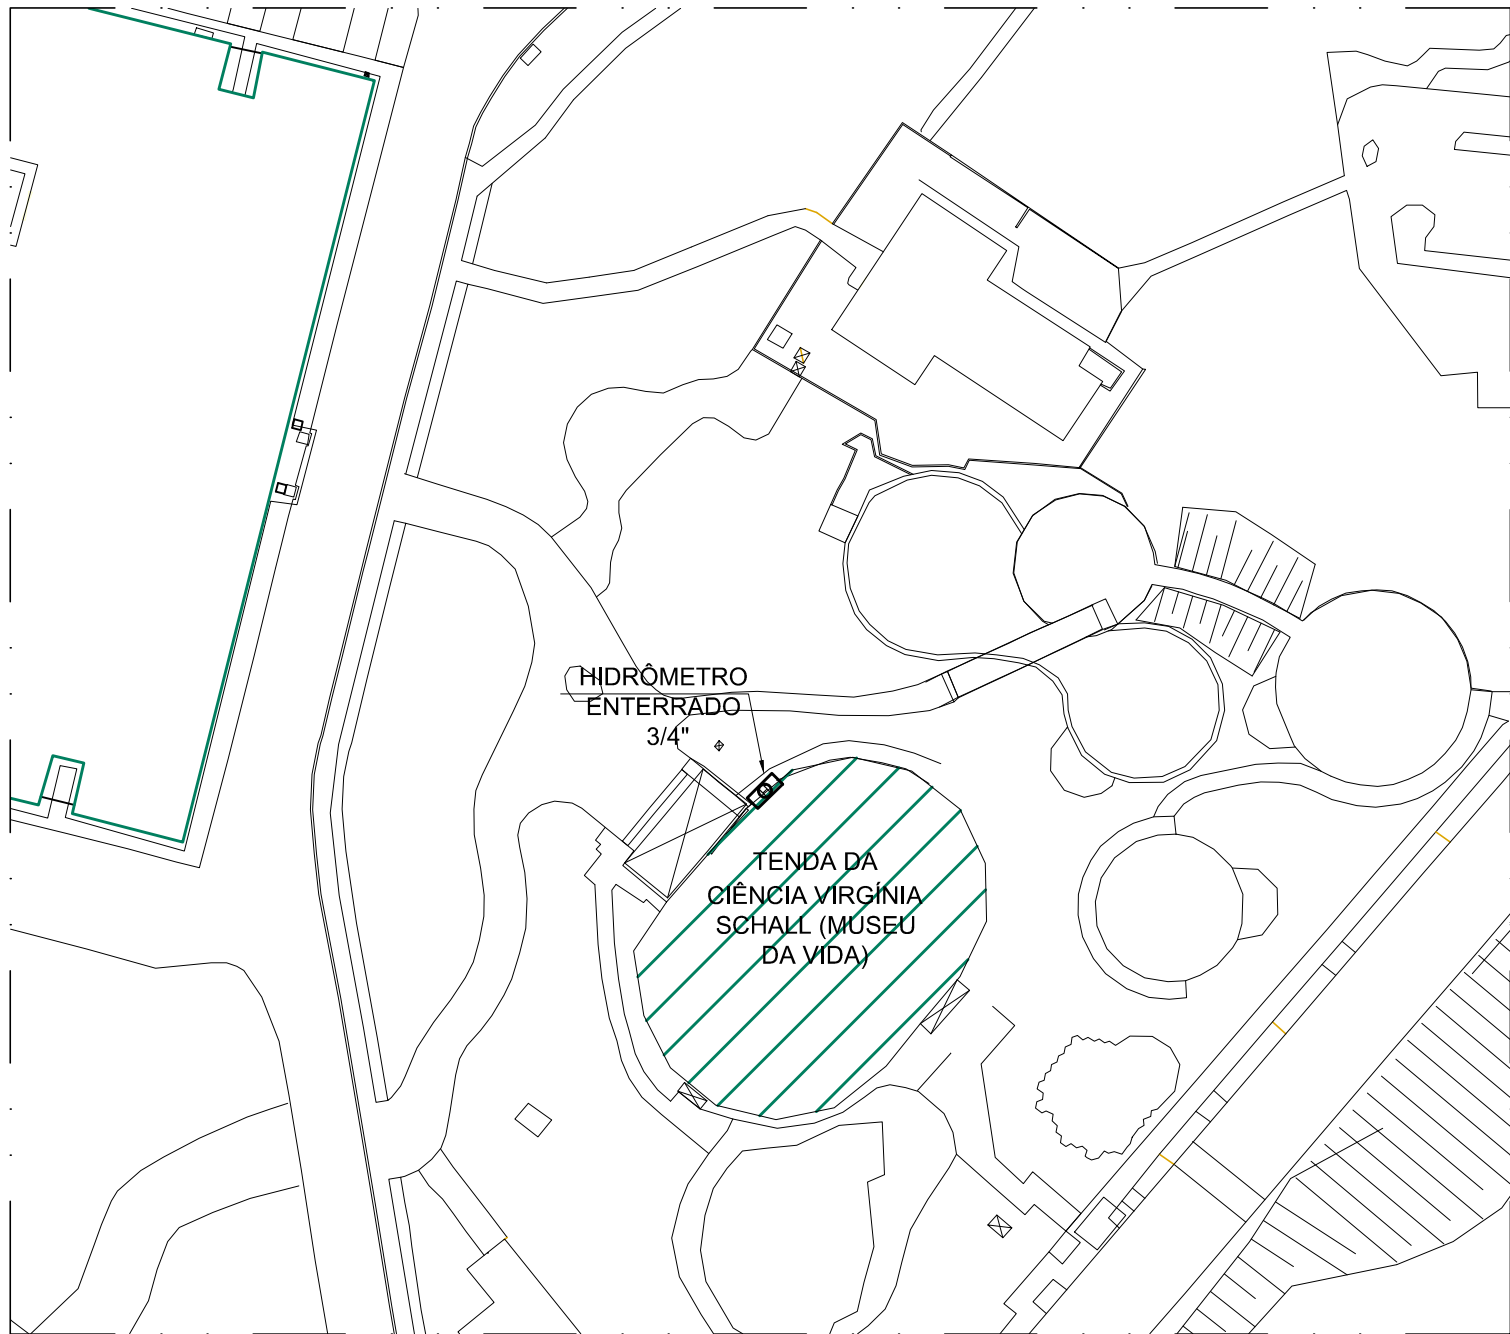 HIDRÔMETRO
ENTERRADO
3/4"
TENDA DA
CIÊNCIA VIRGÍNIA
SCHALL (MUSEU
DA VIDA)